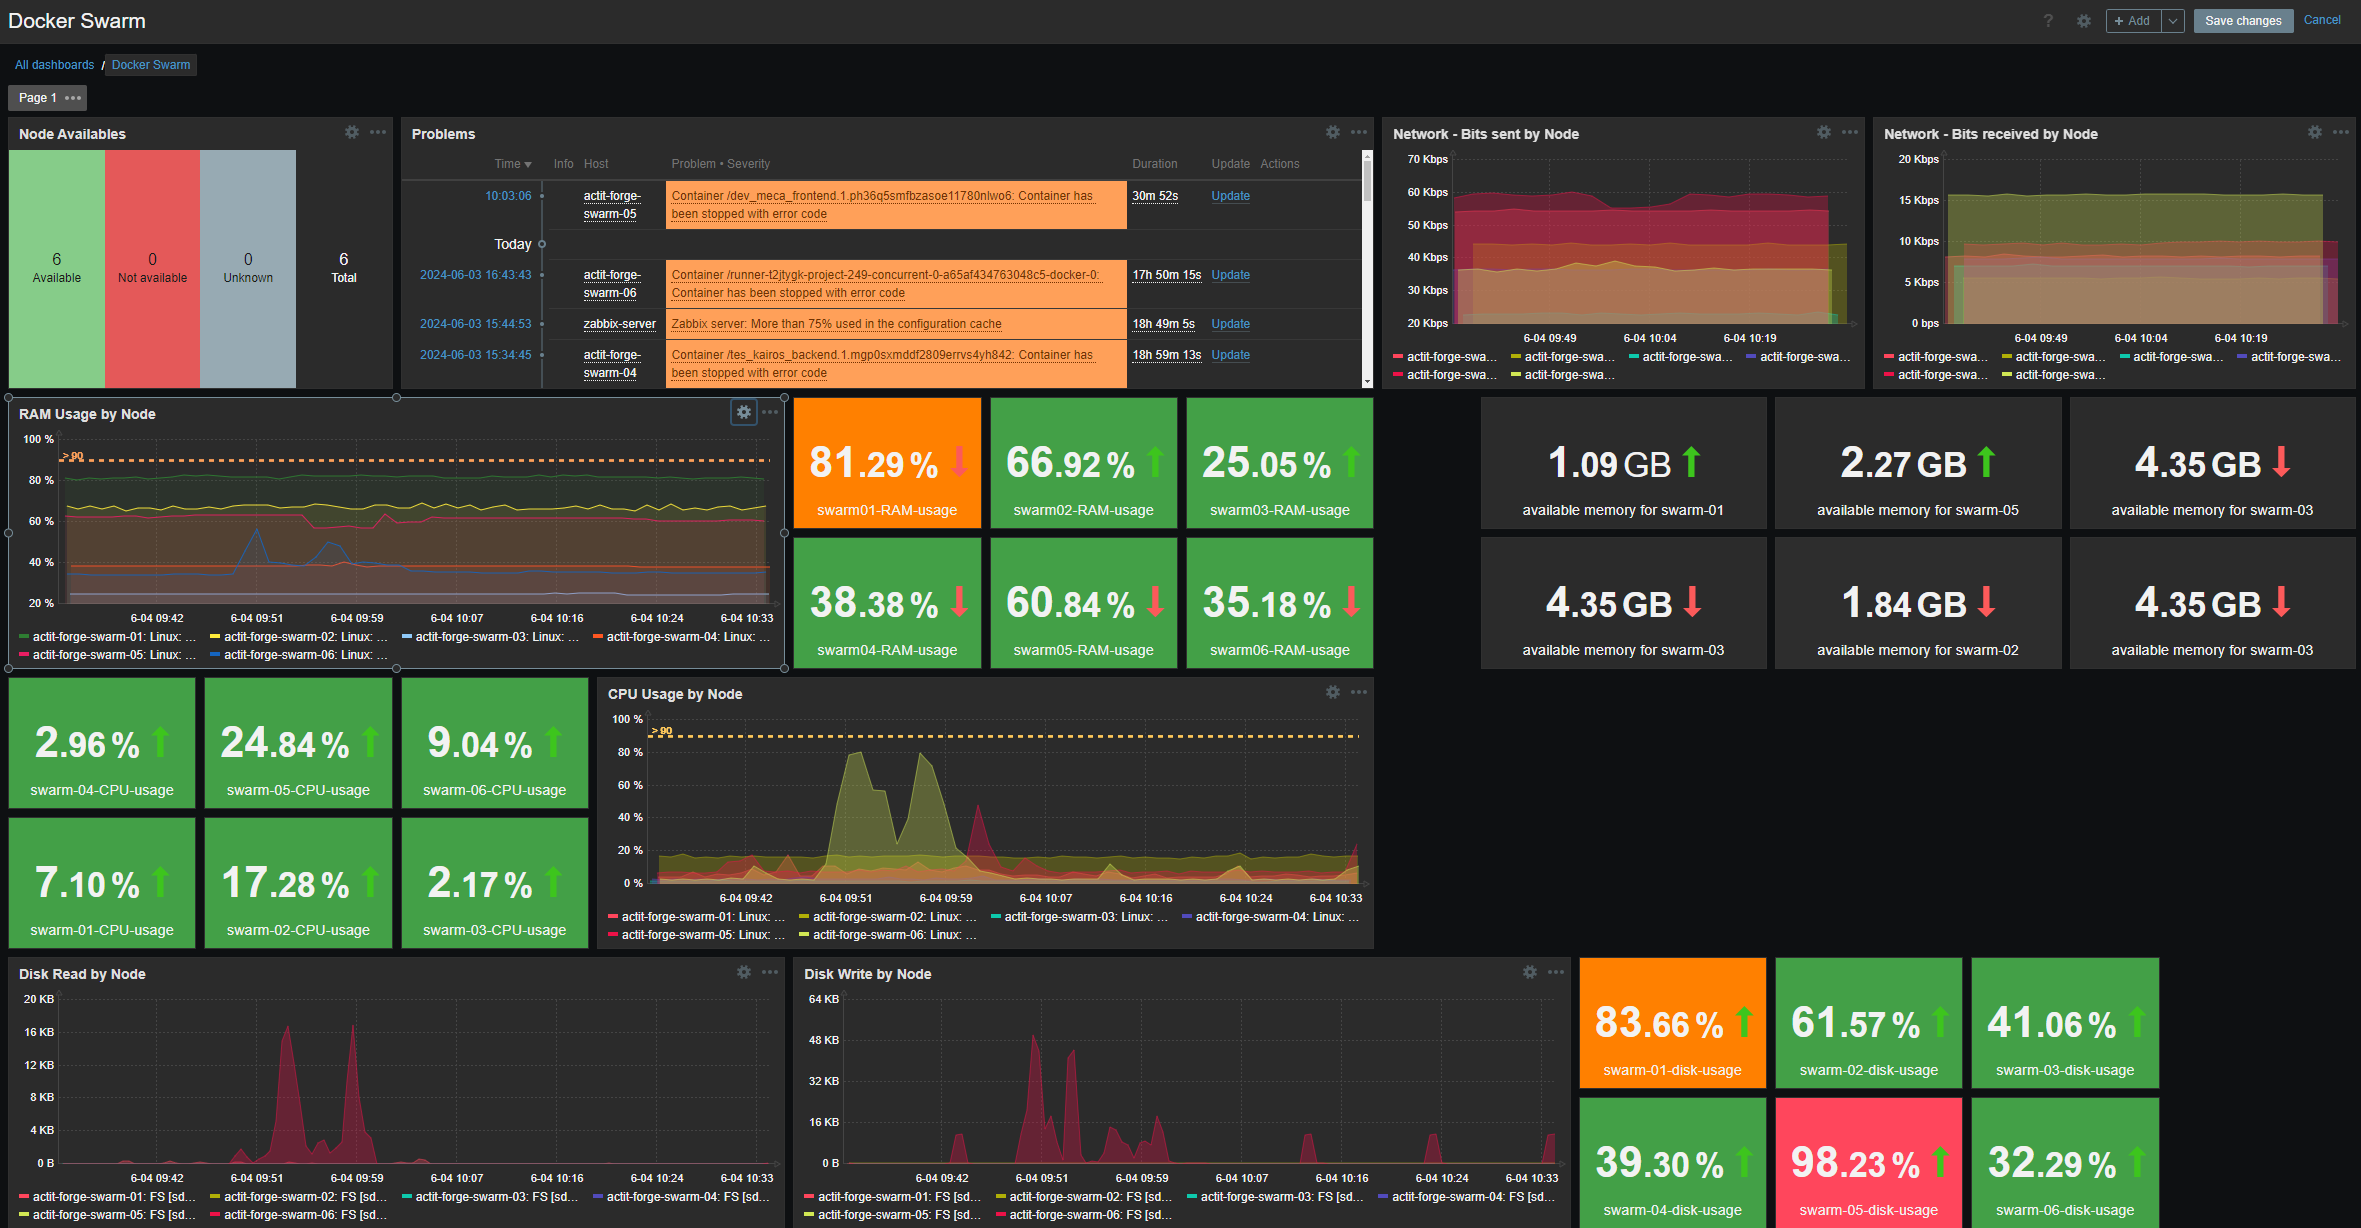 Docker Swarm
? + Add Save changes Cancel
All dashboards / Docker Swarm
Page 1
Node Availables
6
Available
0
Not available
0
Unknown
6
Total
Problems
Time Info Host Problem • Severity Duration Update Actions
10:03:06 actit-forge-swarm-05 Container /dev_meca_frontend.1.ph36q5smfbzasoe11780nlwo6: Container has been stopped with error code 30m 52s Update
Today
2024-06-03 16:43:43 actit-forge-swarm-06 Container /runner-t2jtygk-project-249-concurrent-0-a65af434763048c5-docker-0: Container has been stopped with error code 17h 50m 15s Update
2024-06-03 15:44:53 zabbix-server Zabbix server: More than 75% used in the configuration cache 18h 49m 5s Update
2024-06-03 15:34:45 actit-forge-swarm-04 Container /tes_kairos_backend.1.mgp0sxmddf2809errvs4yh842: Container has been stopped with error code 18h 59m 13s Update
Network - Bits sent by Node
70 Kbps
60 Kbps
50 Kbps
40 Kbps
30 Kbps
20 Kbps
6-04 09:49 6-04 10:04 6-04 10:19
actit-forge-swa... actit-forge-swa... actit-forge-swa... actit-forge-swa...
actit-forge-swa... actit-forge-swa...
Network - Bits received by Node
20 Kbps
15 Kbps
10 Kbps
5 Kbps
0 bps
6-04 09:49 6-04 10:04 6-04 10:19
actit-forge-swa... actit-forge-swa... actit-forge-swa... actit-forge-swa...
actit-forge-swa... actit-forge-swa...
RAM Usage by Node
100 %
> 90
80 %
60 %
40 %
20 %
6-04 09:42 6-04 09:51 6-04 09:59 6-04 10:07 6-04 10:16 6-04 10:24 6-04 10:33
actit-forge-swarm-01: Linux: ... actit-forge-swarm-02: Linux: ... actit-forge-swarm-03: Linux: ... actit-forge-swarm-04: Linux: ...
actit-forge-swarm-05: Linux: ... actit-forge-swarm-06: Linux: ...
81.29 %
swarm01-RAM-usage
66.92 %
swarm02-RAM-usage
25.05 %
swarm03-RAM-usage
38.38 %
swarm04-RAM-usage
60.84 %
swarm05-RAM-usage
35.18 %
swarm06-RAM-usage
1.09 GB
available memory for swarm-01
2.27 GB
available memory for swarm-05
4.35 GB
available memory for swarm-03
4.35 GB
available memory for swarm-03
1.84 GB
available memory for swarm-02
4.35 GB
available memory for swarm-03
2.96 %
swarm-04-CPU-usage
24.84 %
swarm-05-CPU-usage
9.04 %
swarm-06-CPU-usage
7.10 %
swarm-01-CPU-usage
17.28 %
swarm-02-CPU-usage
2.17 %
swarm-03-CPU-usage
CPU Usage by Node
100 %
> 90
80 %
60 %
40 %
20 %
0 %
6-04 09:42 6-04 09:51 6-04 09:59 6-04 10:07 6-04 10:16 6-04 10:24 6-04 10:33
actit-forge-swarm-01: Linux: ... actit-forge-swarm-02: Linux: ... actit-forge-swarm-03: Linux: ... actit-forge-swarm-04: Linux: ...
actit-forge-swarm-05: Linux: ... actit-forge-swarm-06: Linux: ...
Disk Read by Node
20 KB
16 KB
12 KB
8 KB
4 KB
0 B
6-04 09:42 6-04 09:51 6-04 09:59 6-04 10:07 6-04 10:16 6-04 10:24 6-04 10:33
actit-forge-swarm-01: FS [sd... actit-forge-swarm-02: FS [sd... actit-forge-swarm-03: FS [sd... actit-forge-swarm-04: FS [sd...
actit-forge-swarm-05: FS [sd... actit-forge-swarm-06: FS [sd...
Disk Write by Node
64 KB
48 KB
32 KB
16 KB
0 B
6-04 09:42 6-04 09:51 6-04 09:59 6-04 10:07 6-04 10:16 6-04 10:24 6-04 10:33
actit-forge-swarm-01: FS [sd... actit-forge-swarm-02: FS [sd... actit-forge-swarm-03: FS [sd... actit-forge-swarm-04: FS [sd...
actit-forge-swarm-05: FS [sd... actit-forge-swarm-06: FS [sd...
83.66 %
swarm-01-disk-usage
61.57 %
swarm-02-disk-usage
41.06 %
swarm-03-disk-usage
39.30 %
swarm-04-disk-usage
98.23 %
swarm-05-disk-usage
32.29 %
swarm-06-disk-usage